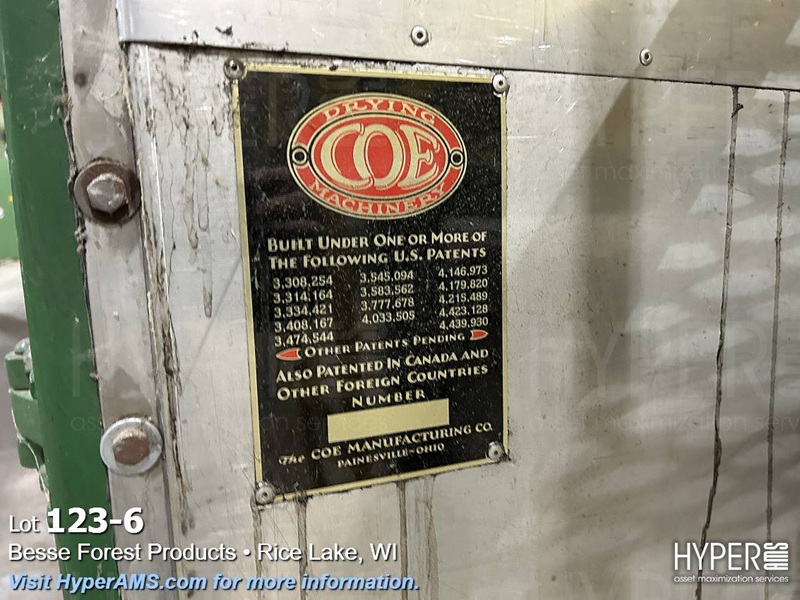 DRYING
COE
MACHINERY
BUILT UNDER ONE OR MORE OF
THE FOLLOWING U.S. PATENTS
3,308,254 3,545,094 4,146,973
3,314,164 3,583,562 4,179,820
3,334,421 3,777,678 4,215,489
3,408,167 4,033,505 4,423,128
3,474,544 4,439,930
OTHER PATENTS PENDING
ALSO PATENTED IN CANADA AND
OTHER FOREIGN COUNTRIES
NUMBER
The COE MANUFACTURING CO.
PAINESVILLE-OHIO
Lot 123-6
Besse Forest Products • Rice Lake, WI
Visit HyperAMS.com for more information.
HYPER AMS
asset maximization services